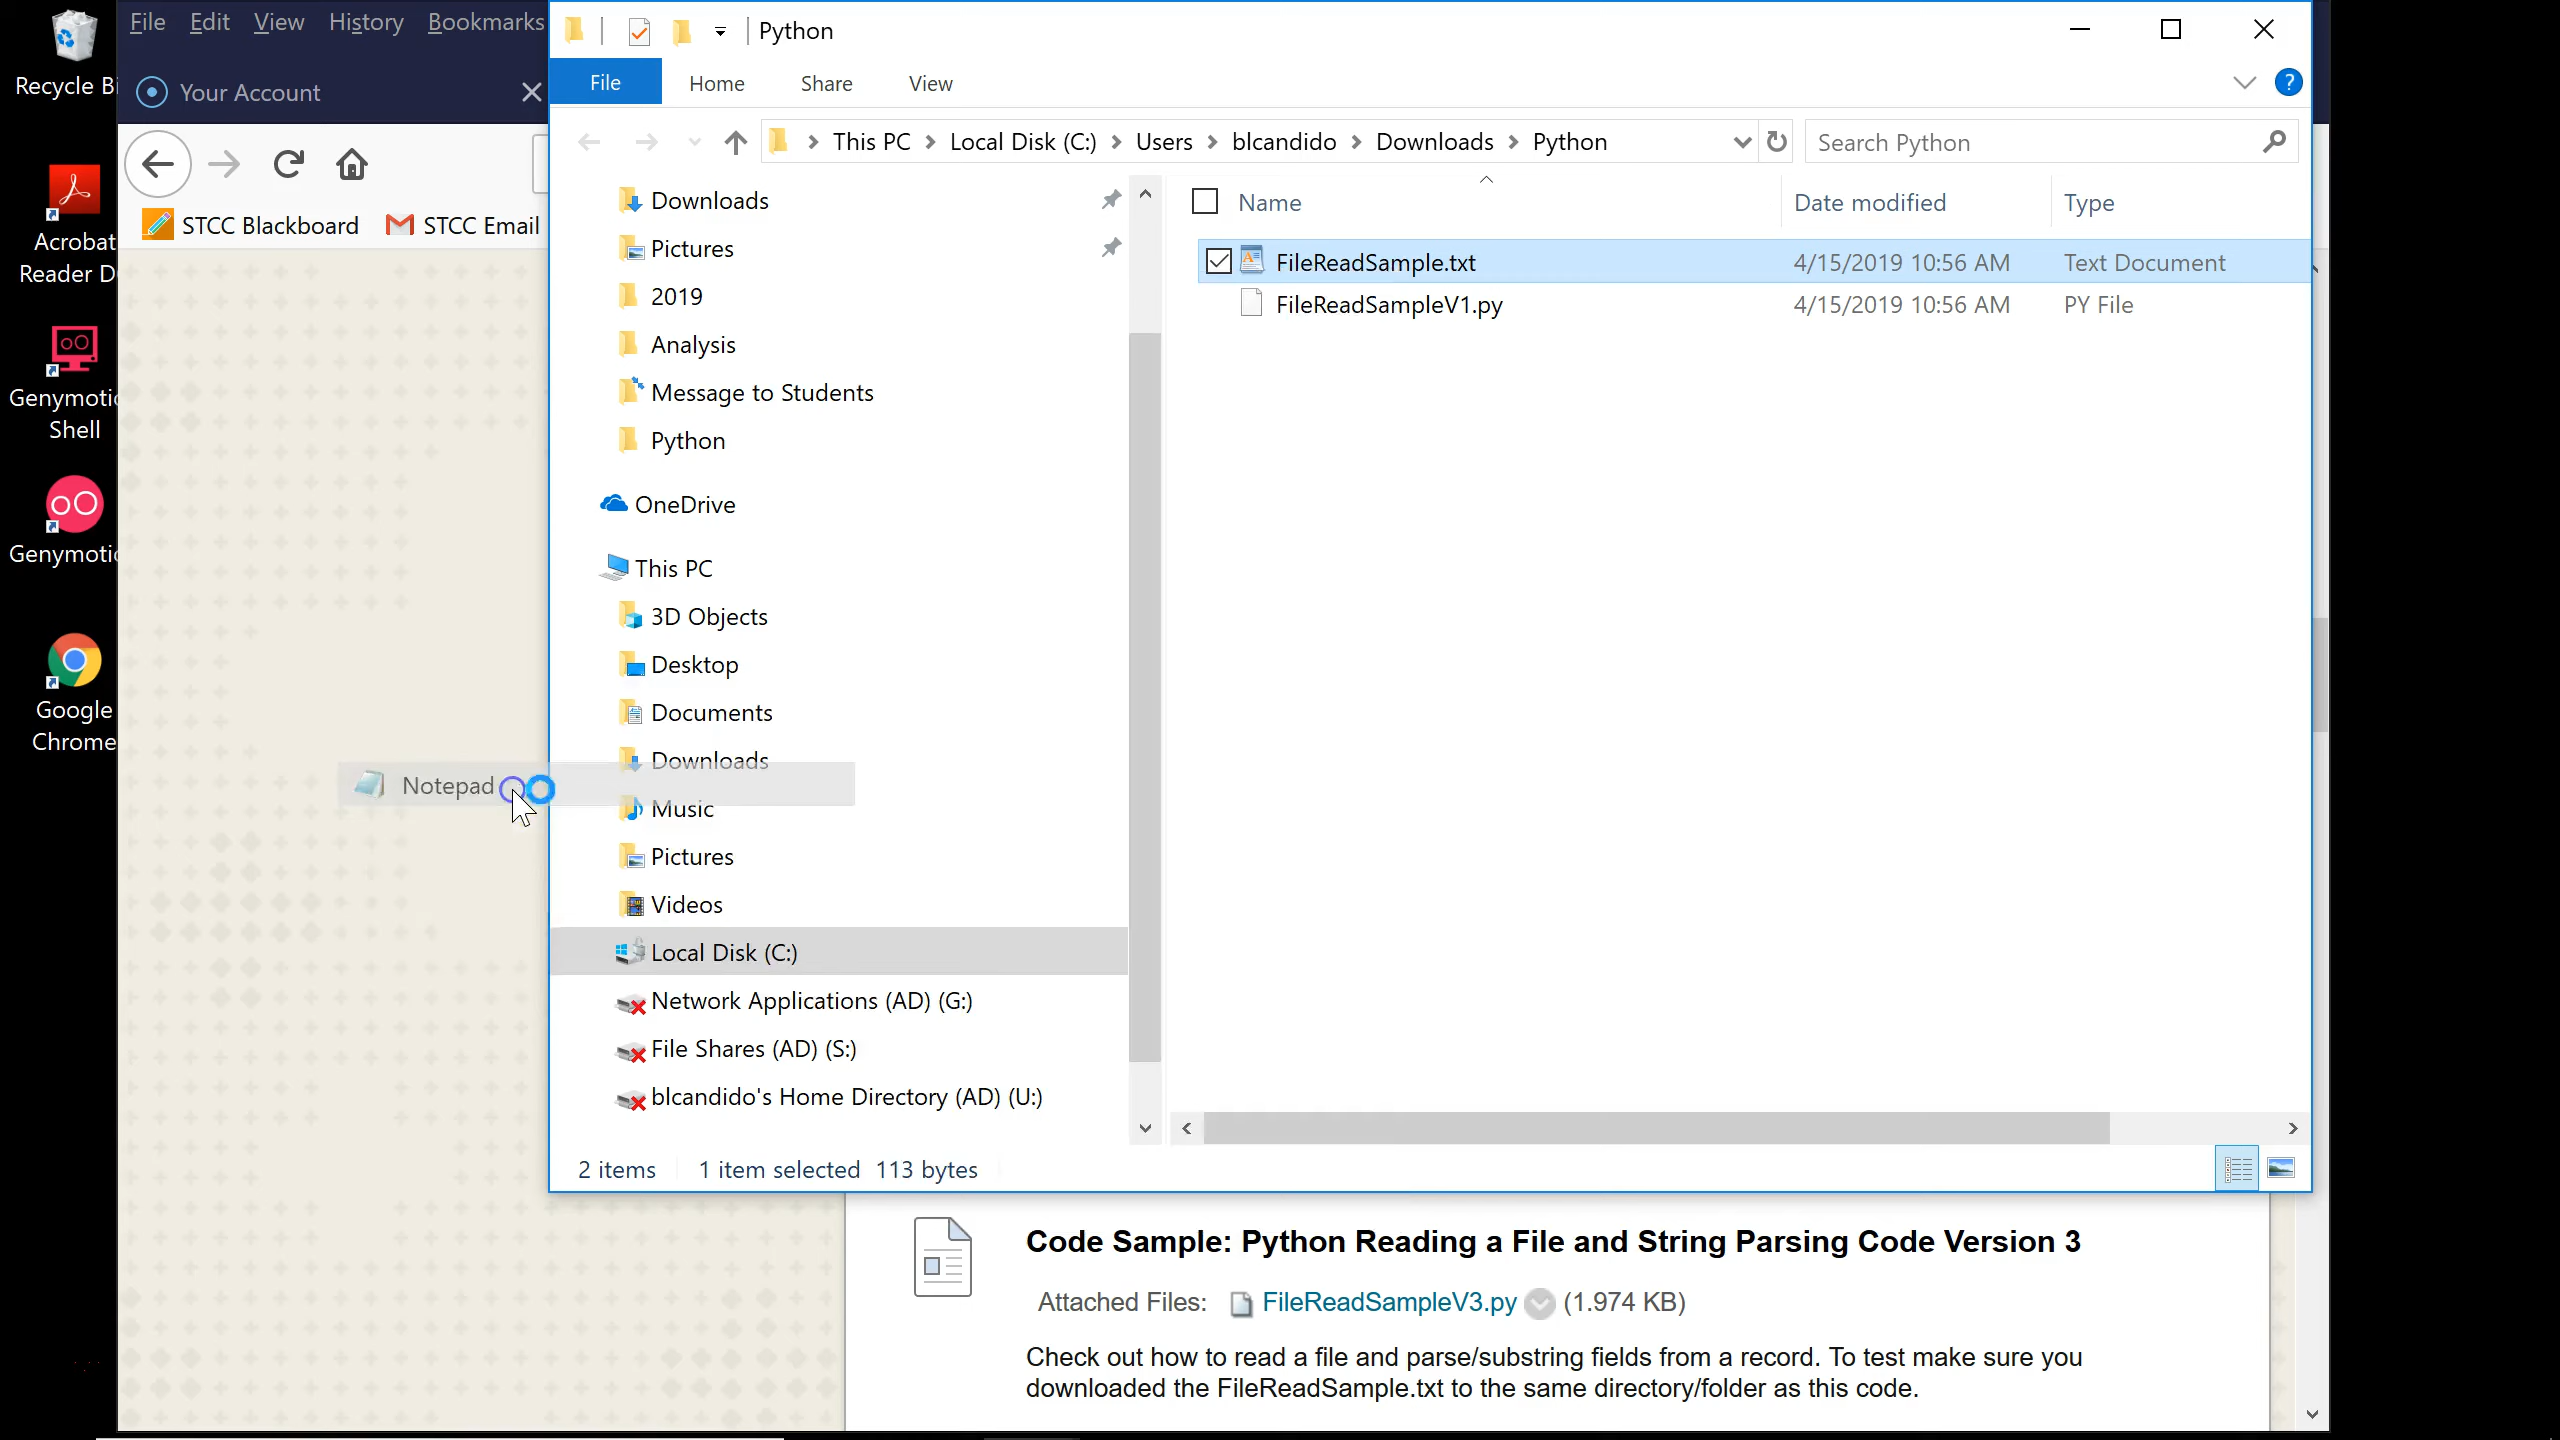 Recycle Bi
Acrobat
Reader D
Genymotic
Shell
Genymotic
Google
Chrome
File Edit View History Bookmarks
Your Account
STCC Blackboard STCC Email
Notepad
Python
File Home Share View
?
This PC Local Disk (C:) Users blcandido Downloads Python
Search Python
Downloads
Pictures
2019
Analysis
Message to Students
Python
OneDrive
This PC
3D Objects
Desktop
Documents
Downloads
Music
Pictures
Videos
Local Disk (C:)
Network Applications (AD) (G:)
File Shares (AD) (S:)
blcandido's Home Directory (AD) (U:)
Name Date modified Type
FileReadSample.txt 4/15/2019 10:56 AM Text Document
FileReadSampleV1.py 4/15/2019 10:56 AM PY File
2 items 1 item selected 113 bytes
Code Sample: Python Reading a File and String Parsing Code Version 3
Attached Files: FileReadSampleV3.py (1.974 KB)
Check out how to read a file and parse/substring fields from a record. To test make sure you
downloaded the FileReadSample.txt to the same directory/folder as this code.